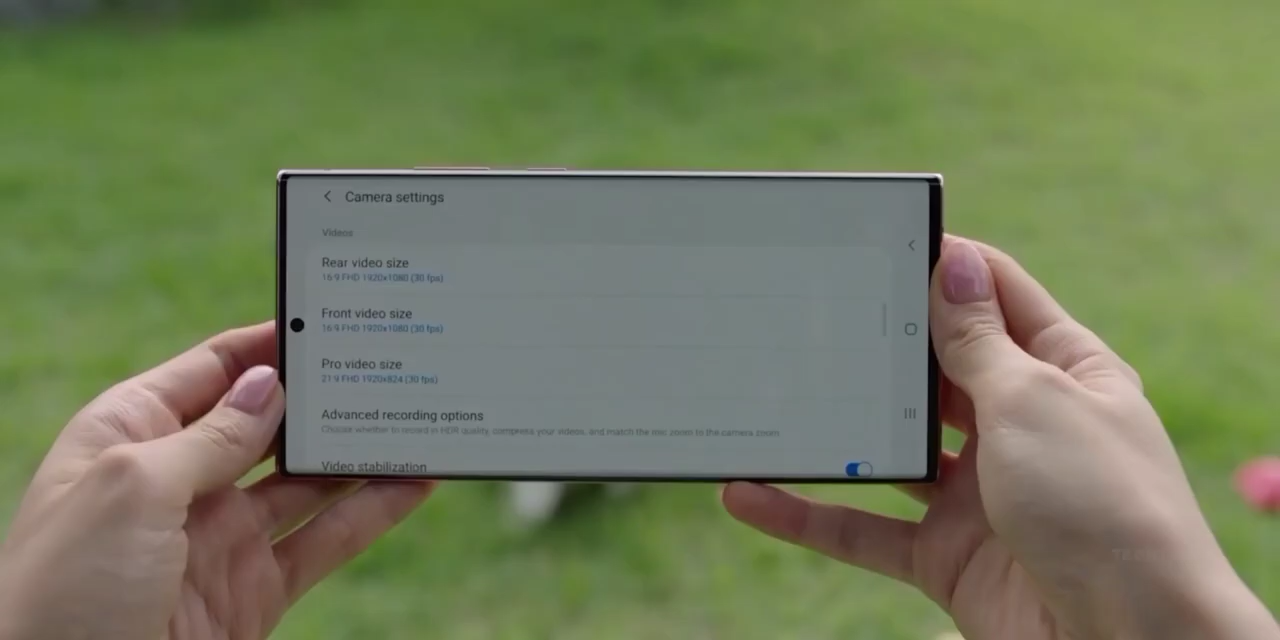 Camera settings
Videos
Rear video size
16:9 FHD 1920x1080 (30 fps)
Front video size
16:9 FHD 1920x1080 (30 fps)
Pro video size
21:9 FHD 1920x824 (30 fps)
Advanced recording options
Choose whether to record in HDR quality, compress your videos, and match the mic zoom to the camera zoom
Video stabilization